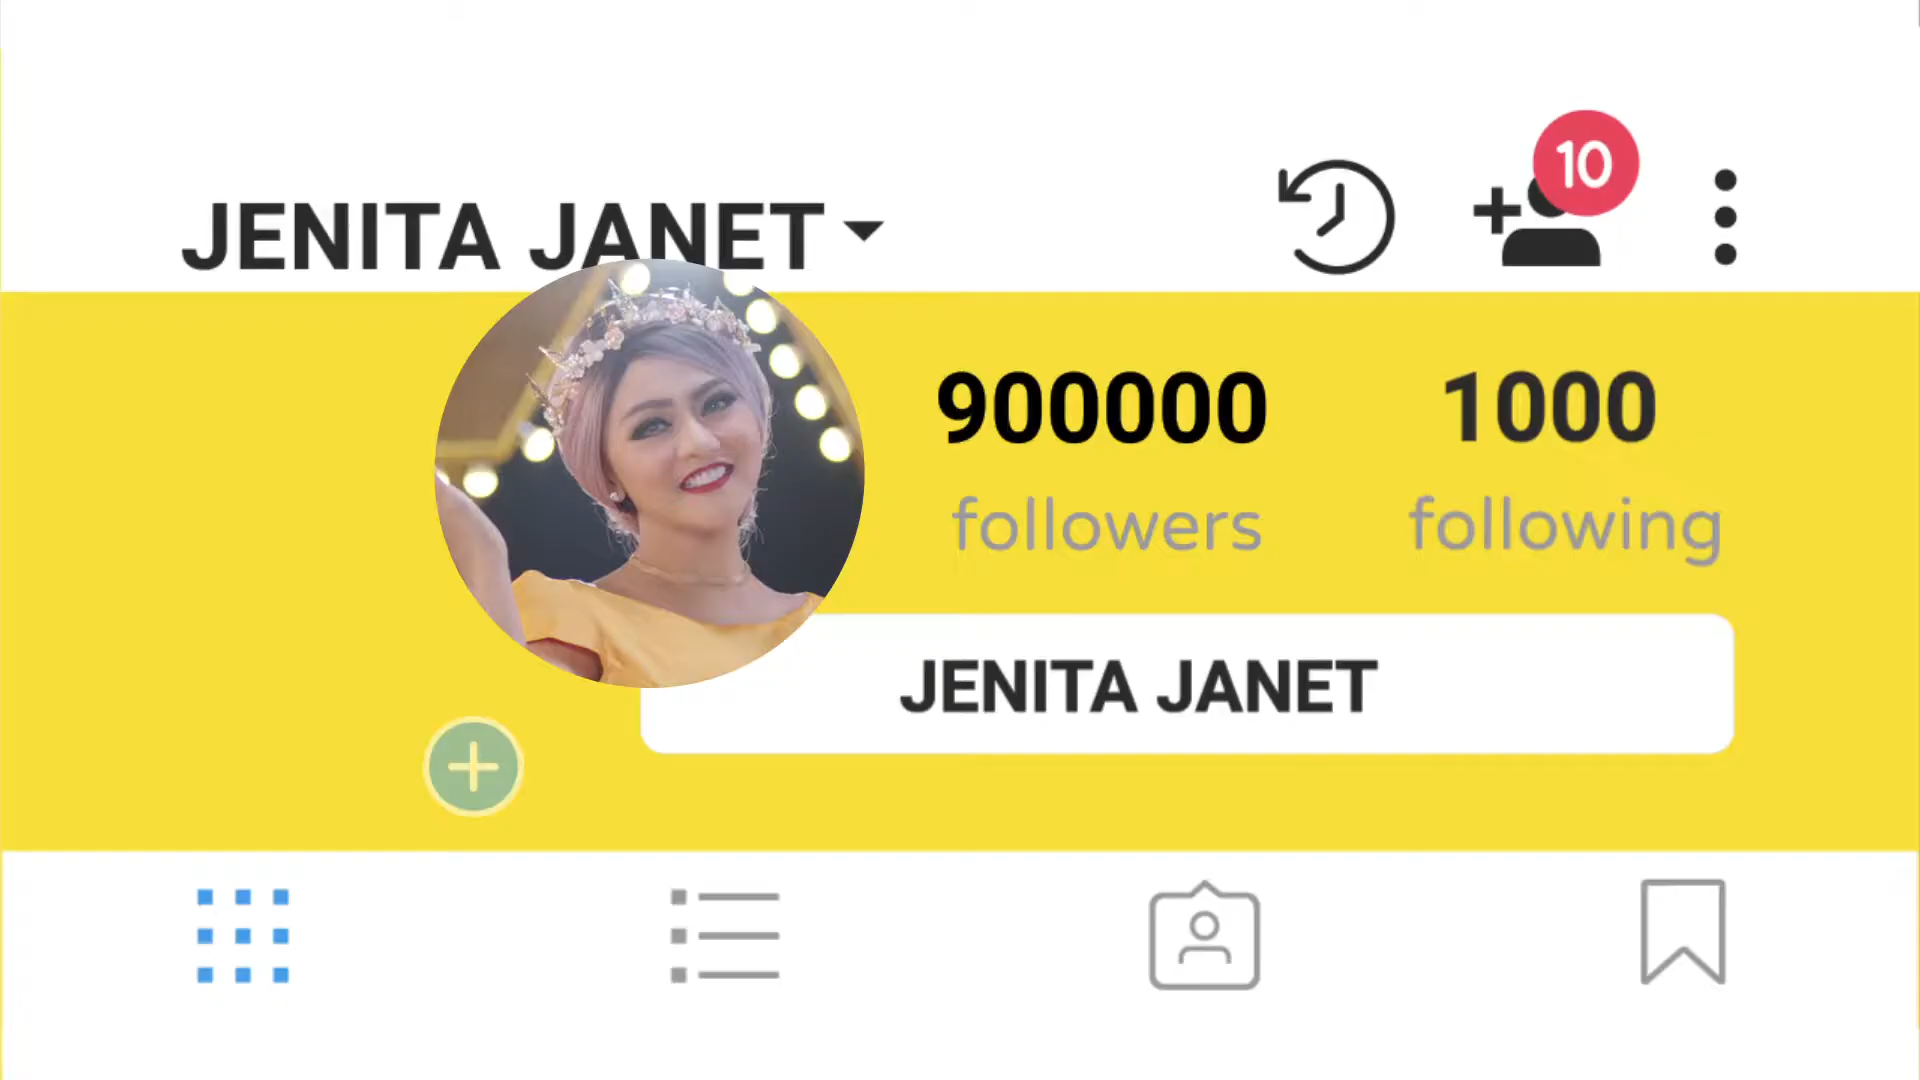 10
JENITA JANET
900000 1000
followers following
JENITA JANET